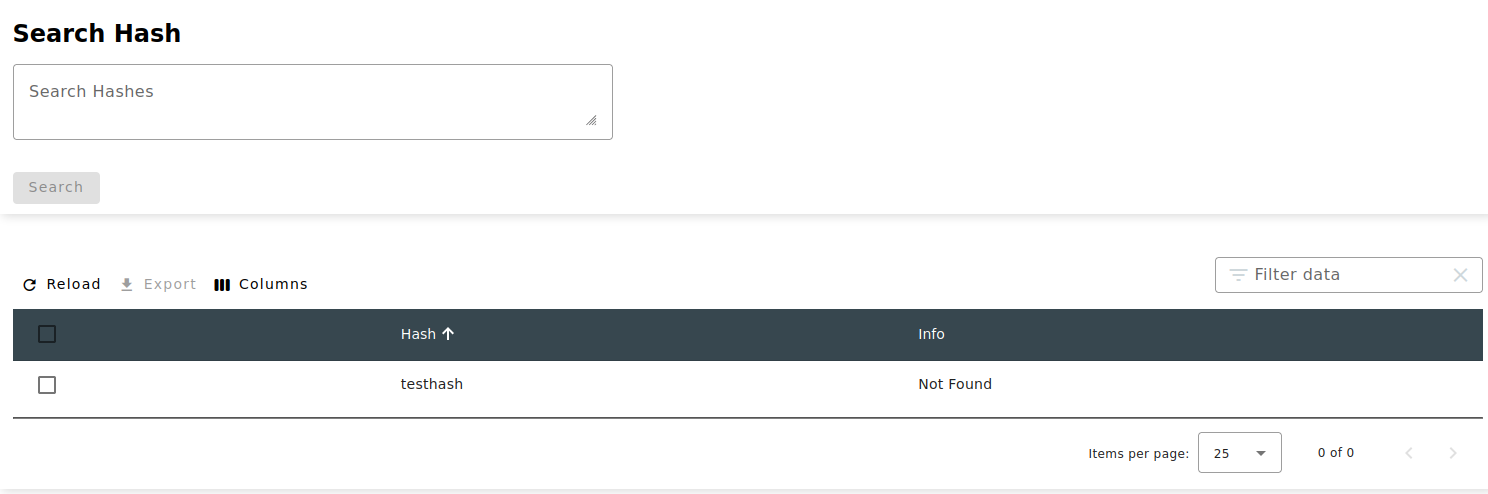 Search Hash
Search Hashes
Search
Reload Export Columns Filter data
Hash Info
testhash Not Found
Items per page: 25 0 of 0